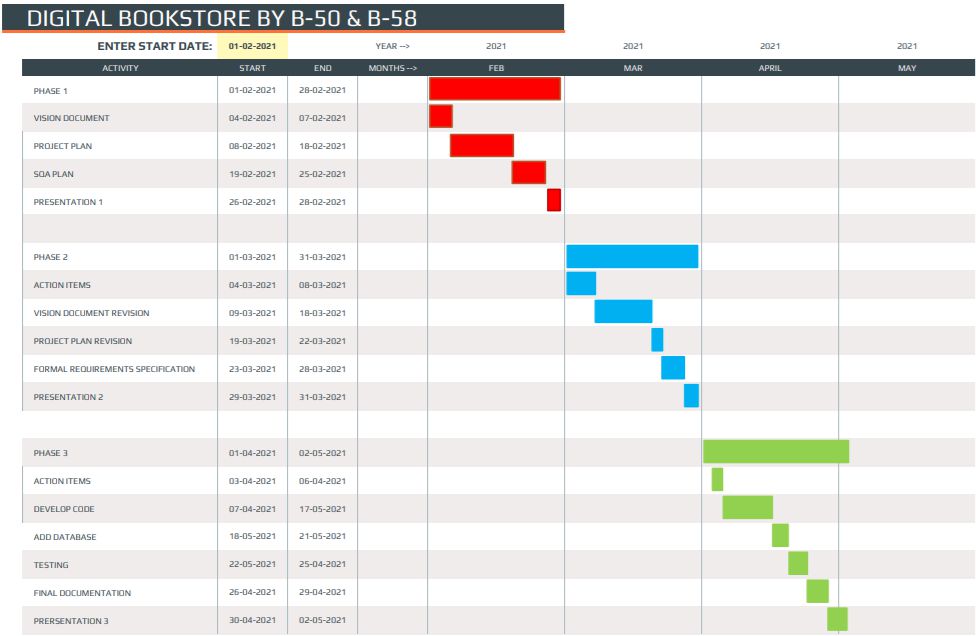 DIGITAL BOOKSTORE BY B-50 & B-58
ENTER START DATE: 01-02-2021 YEAR --> 2021 2021 2021 2021
ACTIVITY START END MONTHS --> FEB MAR APRIL MAY
PHASE 1 01-02-2021 28-02-2021
VISION DOCUMENT 04-02-2021 07-02-2021
PROJECT PLAN 08-02-2021 18-02-2021
SQA PLAN 19-02-2021 25-02-2021
PRESENTATION 1 26-02-2021 28-02-2021
PHASE 2 01-03-2021 31-03-2021
ACTION ITEMS 04-03-2021 08-03-2021
VISION DOCUMENT REVISION 09-03-2021 18-03-2021
PROJECT PLAN REVISION 19-03-2021 22-03-2021
FORMAL REQUIREMENTS SPECIFICATION 23-03-2021 28-03-2021
PRESENTATION 2 29-03-2021 31-03-2021
PHASE 3 01-04-2021 02-05-2021
ACTION ITEMS 03-04-2021 06-04-2021
DEVELOP CODE 07-04-2021 17-05-2021
ADD DATABASE 18-05-2021 21-05-2021
TESTING 22-05-2021 25-04-2021
FINAL DOCUMENTATION 26-04-2021 29-04-2021
PRERSENTATION 3 30-04-2021 02-05-2021